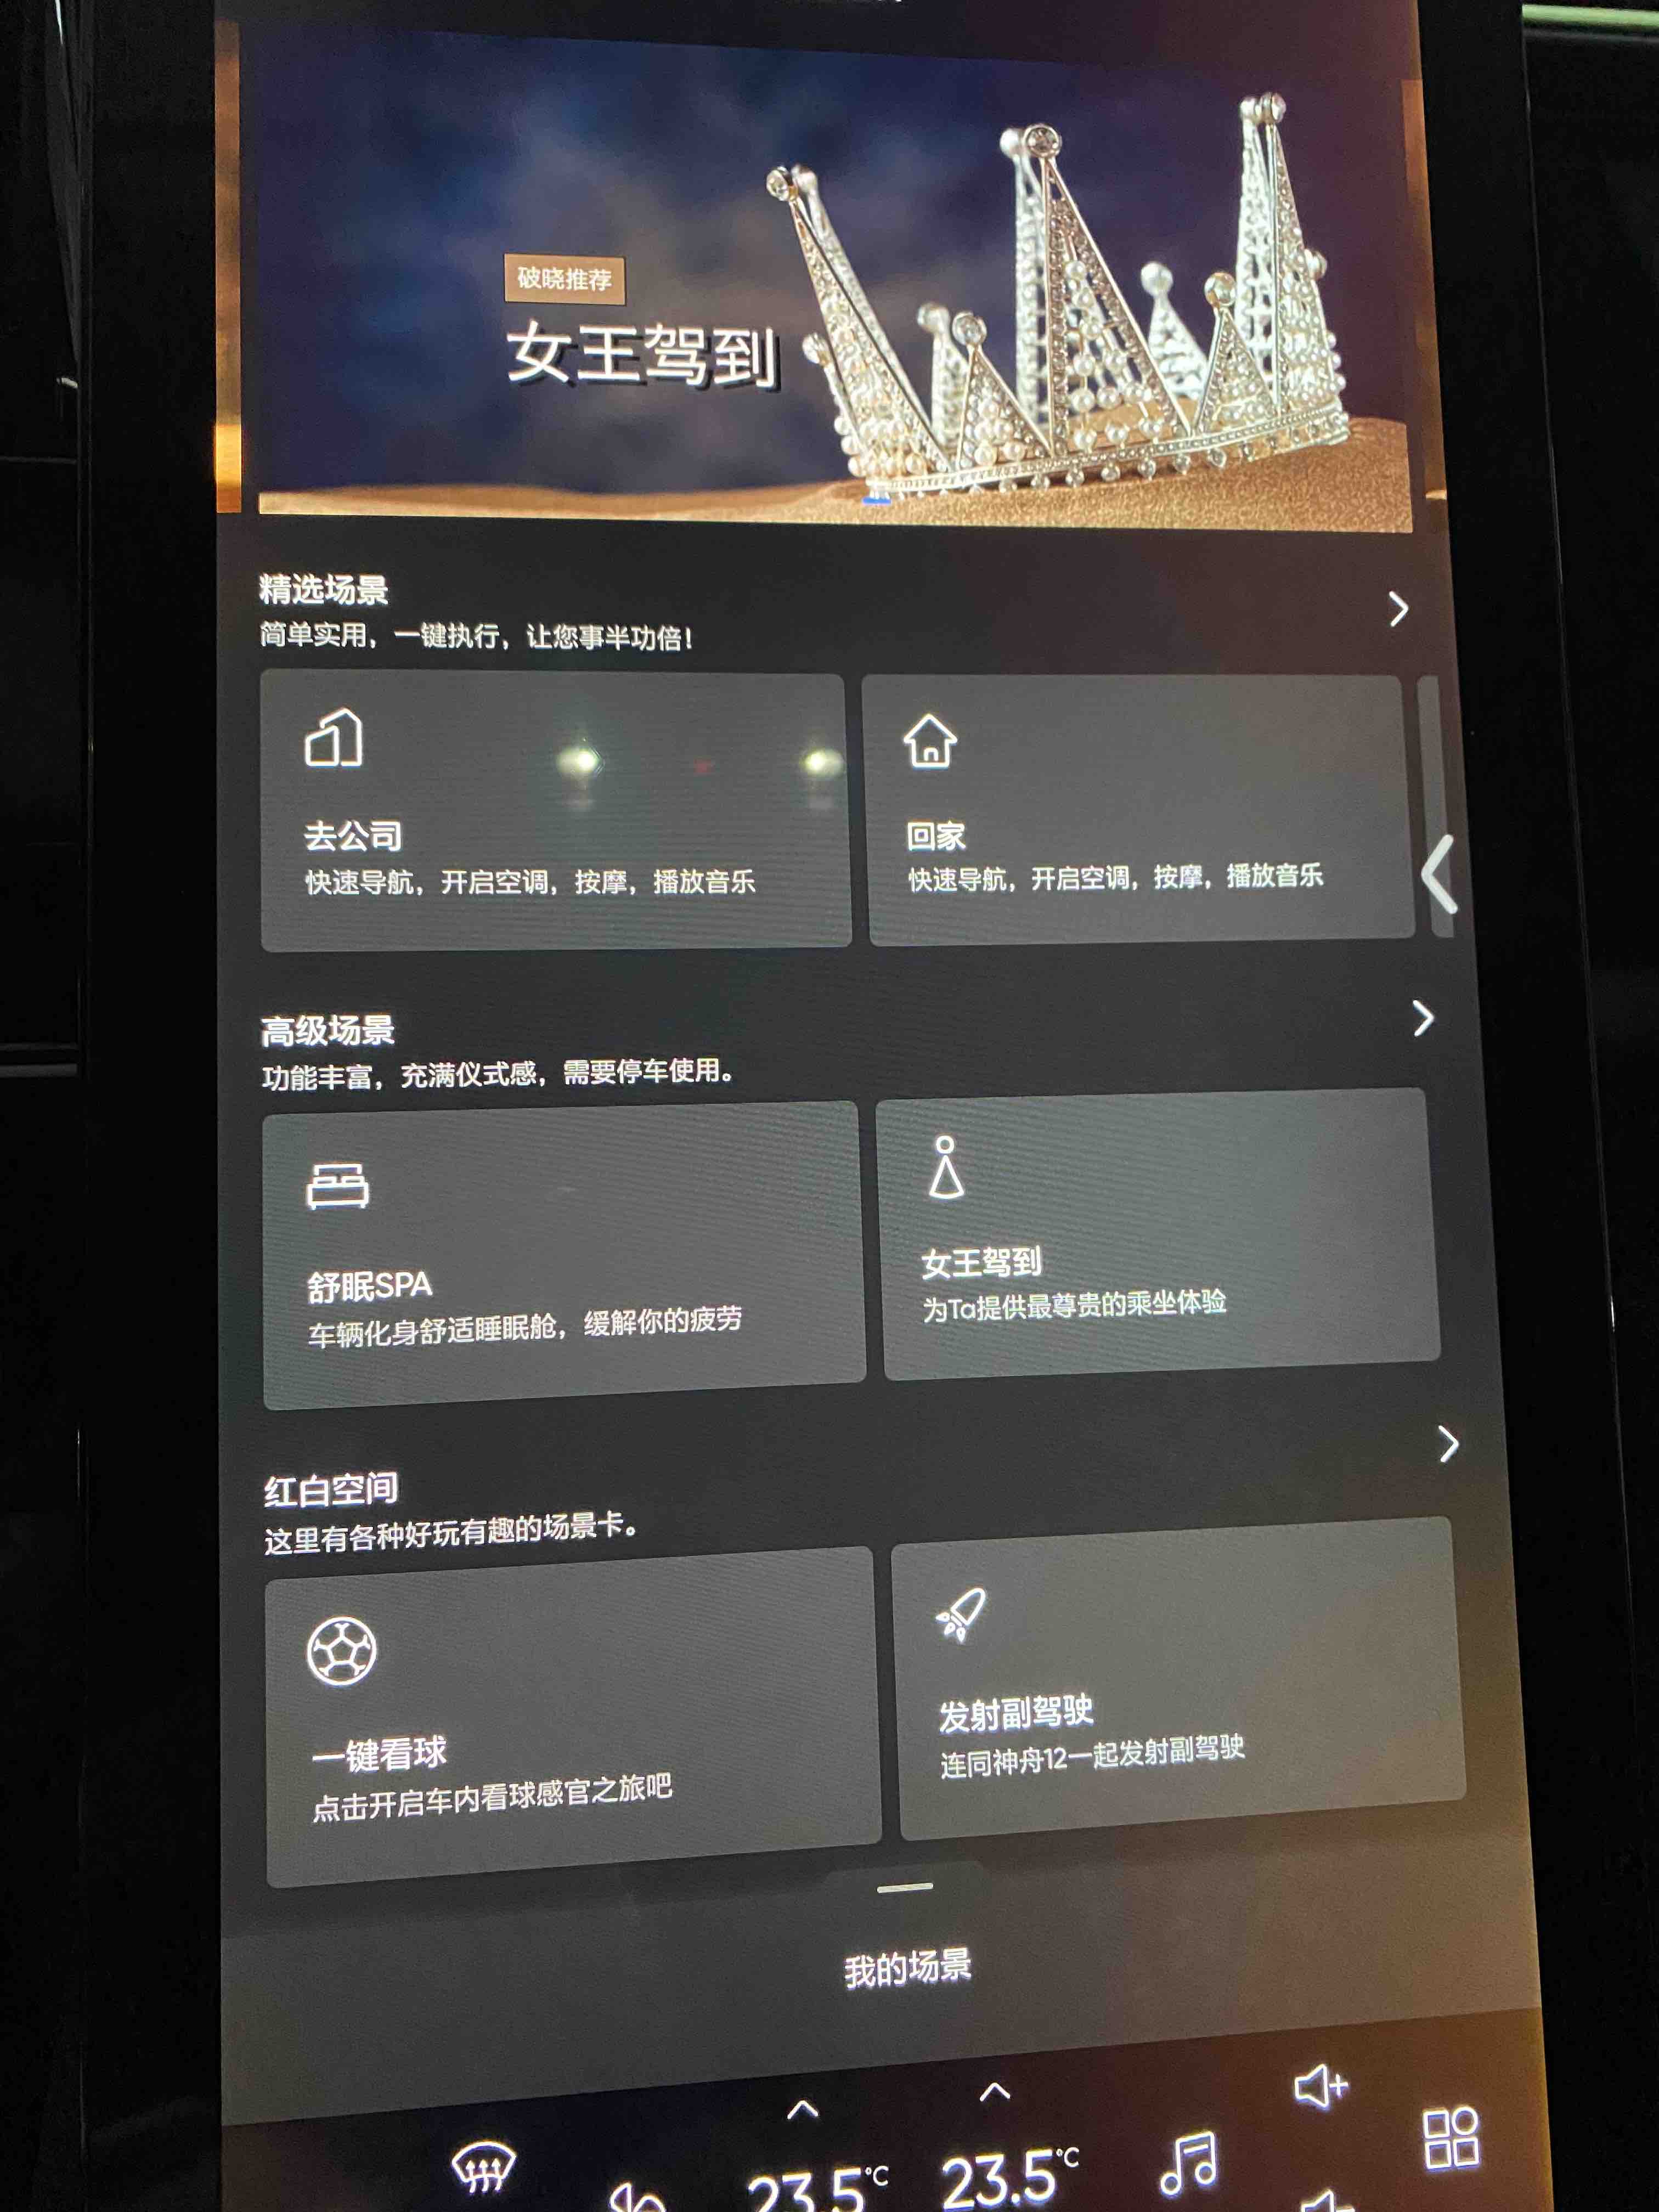 破晓推荐
女王驾到
精选场景
简单实用，一键执行，让您事半功倍！
去公司
快速导航，开启空调，按摩，播放音乐
回家
快速导航，开启空调，按摩，播放音乐
高级场景
功能丰富，充满仪式感，需要停车使用。
舒眠SPA
车辆化身舒适睡眠舱，缓解你的疲劳
女王驾到
为Ta提供最尊贵的乘坐体验
红白空间
这里有各种好玩有趣的场景卡。
一键看球
点击开启车内看球感官之旅吧
发射副驾驶
连同神舟12一起发射副驾驶
我的场景
23.5°C
23.5°C